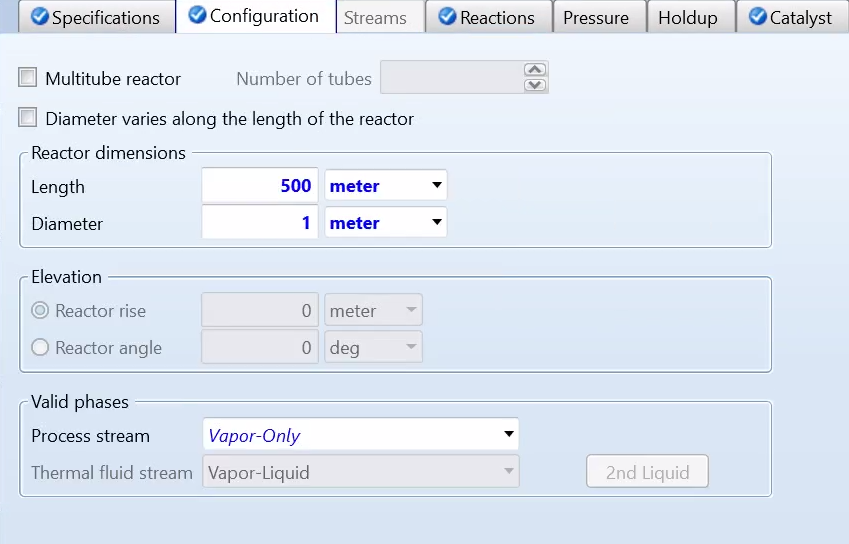 Specifications Configuration Streams Reactions Pressure Holdup Catalyst
Multitube reactor Number of tubes
Diameter varies along the length of the reactor
Reactor dimensions
Length 500 meter
Diameter 1 meter
Elevation
Reactor rise 0 meter
Reactor angle 0 deg
Valid phases
Process stream Vapor-Only
Thermal fluid stream Vapor-Liquid 2nd Liquid